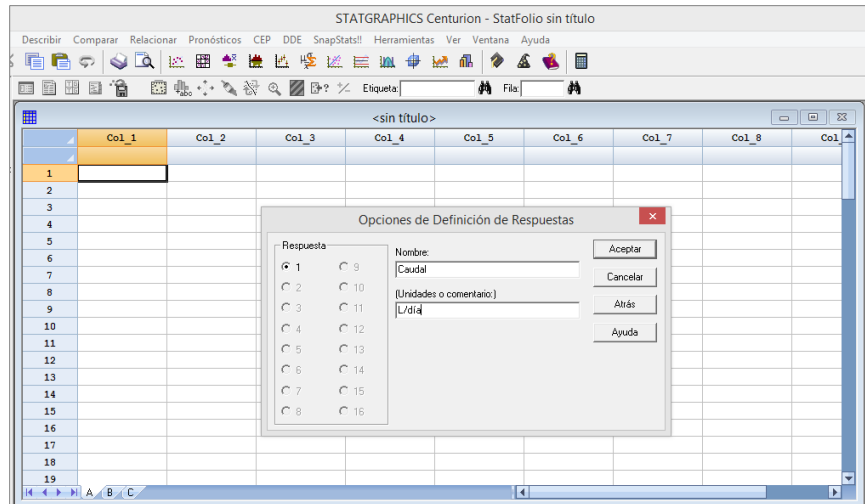 STATGRAPHICS Centurion - StatFolio sin título
Describir Comparar Relacionar Pronósticos CEP DDE SnapStats!! Herramientas Ver Ventana Ayuda
Etiqueta: Fila:
<sin título>
Col_1 Col_2 Col_3 Col_4 Col_5 Col_6 Col_7 Col_8 Col
1
2
3
4
5
6
7
8
9
10
11
12
13
14
15
16
17
18
19
A B C
Opciones de Definición de Respuestas
Respuesta
1 9
2 10
3 11
4 12
5 13
6 14
7 15
8 16
Nombre:
Caudal
(Unidades o comentario:)
L/día
Aceptar
Cancelar
Atrás
Ayuda